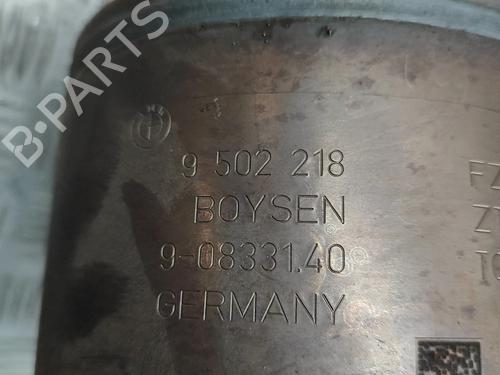 B-PARTS
9 502 218
BOYSEN
9-08331.40
GERMANY